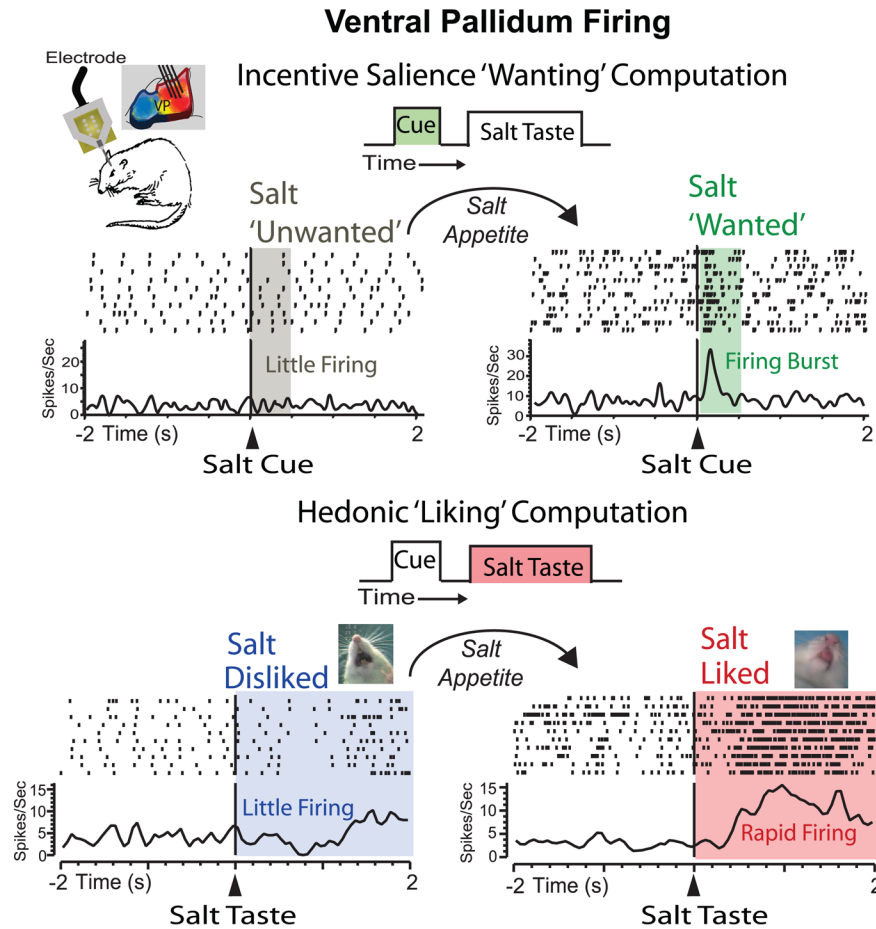 Ventral Pallidum Firing
Electrode
VP
Incentive Salience ‘Wanting’ Computation
Cue
Salt Taste
Time
Salt
‘Unwanted’
Salt
Appetite
Salt
‘Wanted’
Spikes/Sec
20
10
0
Little Firing
-2 Time (s) 2
Salt Cue
Spikes/Sec
30
20
10
0
Firing Burst
-2 Time (s) 2
Salt Cue
Hedonic ‘Liking’ Computation
Cue
Salt Taste
Time
Salt
Disliked
Salt
Appetite
Salt
Liked
Spikes/Sec
15
10
5
0
Little Firing
-2 Time (s) 2
Salt Taste
Spikes/Sec
15
10
5
0
Rapid Firing
-2 Time (s) 2
Salt Taste